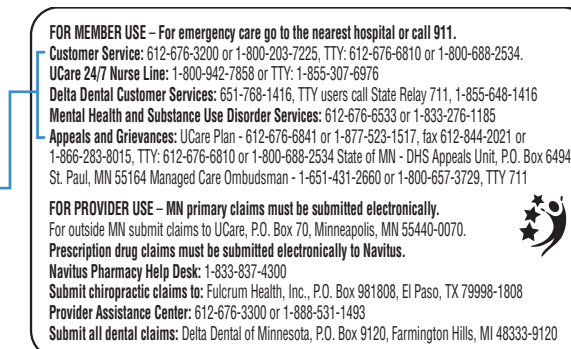 FOR MEMBER USE – For emergency care go to the nearest hospital or call 911.
Customer Service: 612-676-3200 or 1-800-203-7225, TTY: 612-676-6810 or 1-800-688-2534.
UCare 24/7 Nurse Line: 1-800-942-7858 or TTY: 1-855-307-6976
Delta Dental Customer Services: 651-768-1416, TTY users call State Relay 711, 1-855-648-1416
Mental Health and Substance Use Disorder Services: 612-676-6533 or 1-833-276-1185
Appeals and Grievances: UCare Plan - 612-676-6841 or 1-877-523-1517, fax 612-844-2021 or
1-866-283-8015, TTY: 612-676-6810 or 1-800-688-2534 State of MN - DHS Appeals Unit, P.O. Box 6494
St. Paul, MN 55164 Managed Care Ombudsman - 1-651-431-2660 or 1-800-657-3729, TTY 711
FOR PROVIDER USE – MN primary claims must be submitted electronically.
For outside MN submit claims to UCare, P.O. Box 70, Minneapolis, MN 55440-0070.
Prescription drug claims must be submitted electronically to Navitus.
Navitus Pharmacy Help Desk: 1-833-837-4300
Submit chiropractic claims to: Fulcrum Health, Inc., P.O. Box 981808, El Paso, TX 79998-1808
Provider Assistance Center: 612-676-3300 or 1-888-531-1493
Submit all dental claims: Delta Dental of Minnesota, P.O. Box 9120, Farmington Hills, MI 48333-9120